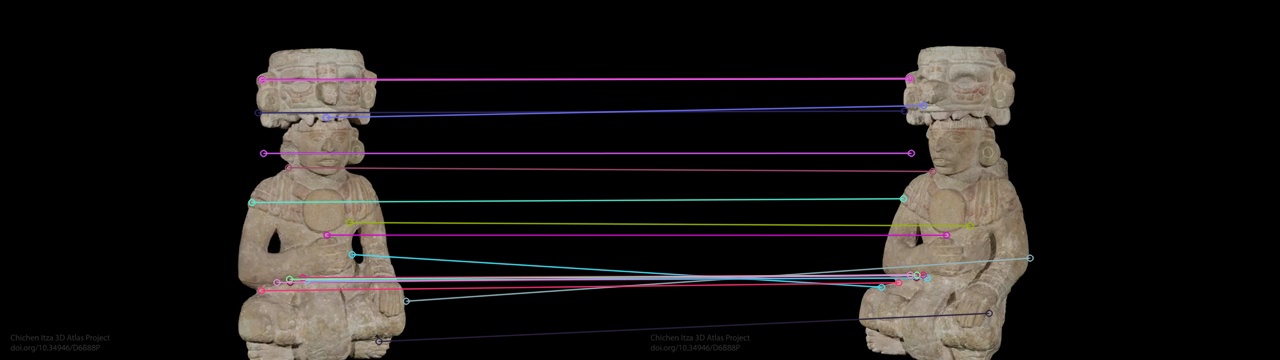 Chichen Itza 3D Atlas Project
doi.org/10.34946/D6B88P
Chichen Itza 3D Atlas Project
doi.org/10.34946/D6B88P